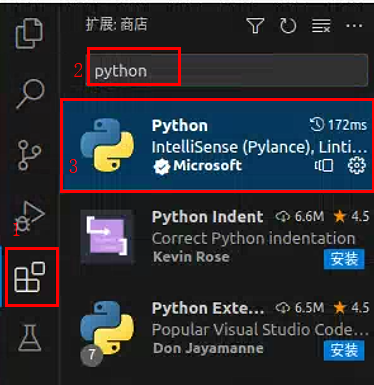 扩展: 商店
2
python
3
Python
172ms
IntelliSense (Pylance), Linti...
Microsoft
1
Python Indent
6.6M
4.5
Correct Python indentation
Kevin Rose
安装
Python Exte...
6.5M
4.5
Popular Visual Studio Code...
7
Don Jayamanne
安装